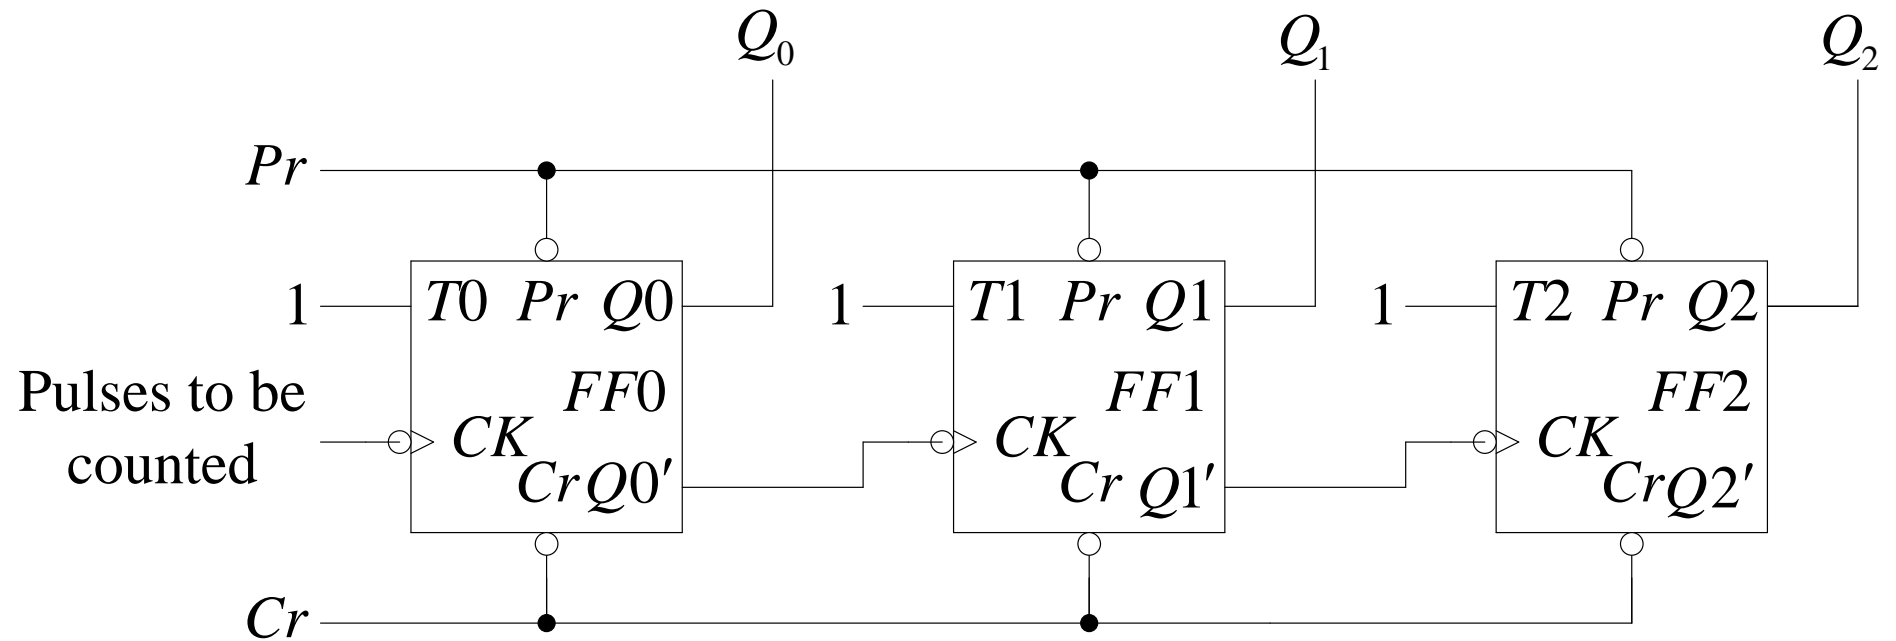 Q₀ Q₁ Q₂
Pr
1 T0 Pr Q0 1 T1 Pr Q1 1 T2 Pr Q2
Pulses to be FF0 FF1 FF2
counted CK CK CK
Cr Q0′ Cr Q1′ Cr Q2′
Cr